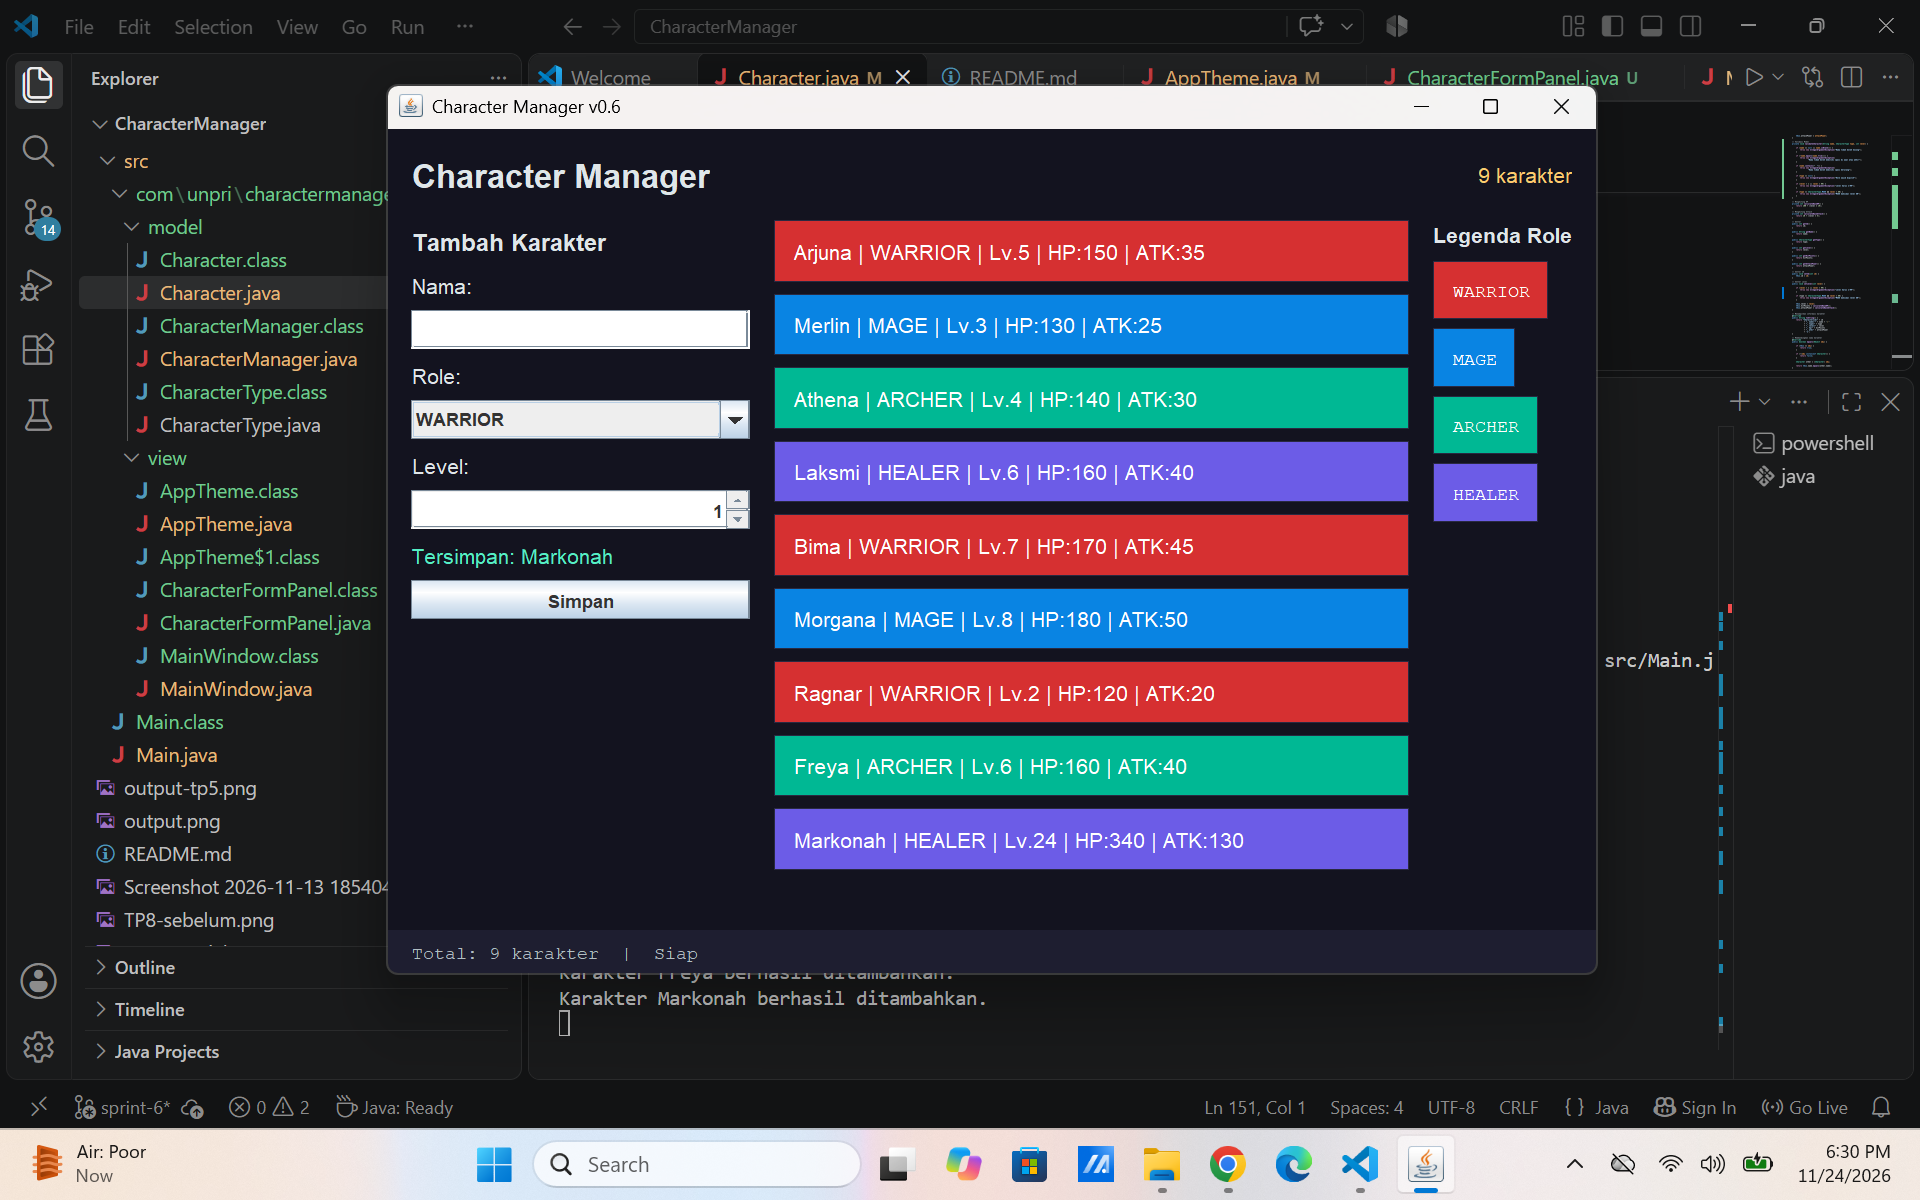 File Edit Selection View Go Run ···
CharacterManager
Explorer
Welcome
Character.java M
README.md
AppTheme.java M
CharacterFormPanel.java U
CharacterManager
src
com\unpri\charactermanage
model
Character.class
Character.java
CharacterManager.class
CharacterManager.java
CharacterType.class
CharacterType.java
view
AppTheme.class
AppTheme.java
AppTheme$1.class
CharacterFormPanel.class
CharacterFormPanel.java
MainWindow.class
MainWindow.java
Main.class
Main.java
output-tp5.png
output.png
README.md
Screenshot 2026-11-13 185404
TP8-sebelum.png
Outline
Timeline
Java Projects
14
Character Manager v0.6
Character Manager
9 karakter
Tambah Karakter
Nama:
Role:
WARRIOR
Level:
1
Tersimpan: Markonah
Simpan
Arjuna | WARRIOR | Lv.5 | HP:150 | ATK:35
Merlin | MAGE | Lv.3 | HP:130 | ATK:25
Athena | ARCHER | Lv.4 | HP:140 | ATK:30
Laksmi | HEALER | Lv.6 | HP:160 | ATK:40
Bima | WARRIOR | Lv.7 | HP:170 | ATK:45
Morgana | MAGE | Lv.8 | HP:180 | ATK:50
Ragnar | WARRIOR | Lv.2 | HP:120 | ATK:20
Freya | ARCHER | Lv.6 | HP:160 | ATK:40
Markonah | HEALER | Lv.24 | HP:340 | ATK:130
Legenda Role
WARRIOR
MAGE
ARCHER
HEALER
Total: 9 karakter | Siap
powershell
java
src/Main.j
Karakter Freya berhasil ditambahkan.
Karakter Markonah berhasil ditambahkan.
sprint-6*
0
2
Java: Ready
Ln 151, Col 1
Spaces: 4
UTF-8
CRLF
{ } Java
Sign In
Go Live
Air: Poor
Now
Search
6:30 PM
11/24/2026